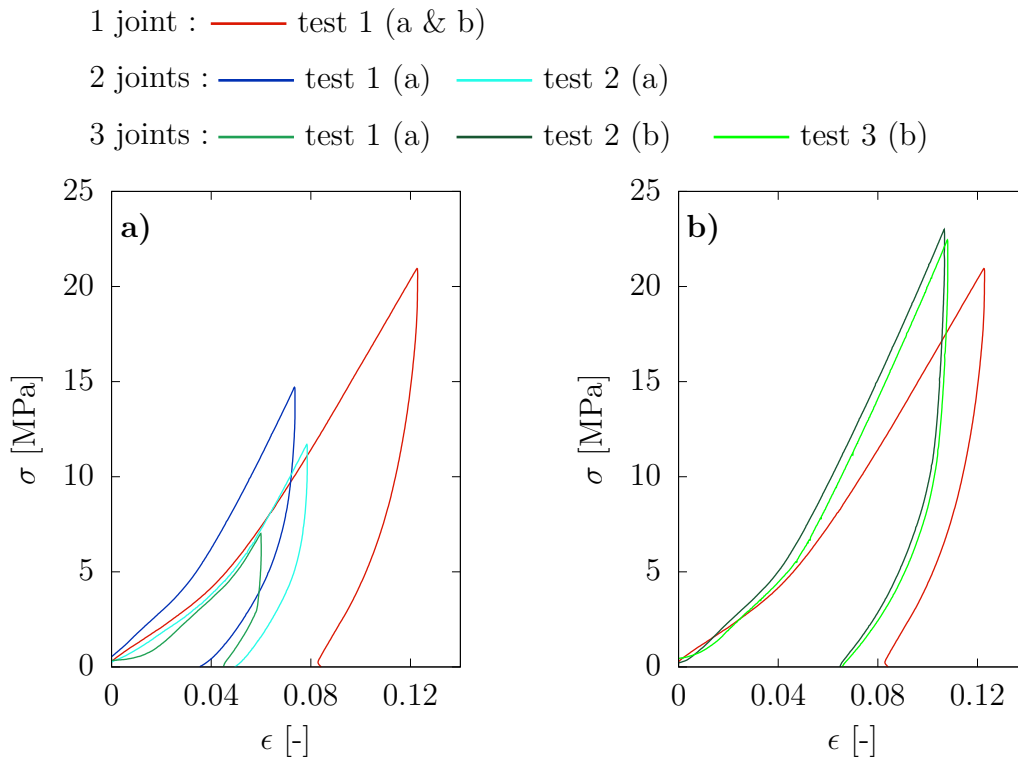 1 joint : test 1 (a & b)
2 joints : test 1 (a) test 2 (a)
3 joints : test 1 (a) test 2 (b) test 3 (b)
a)
25
20
15
10
5
0
σ [MPa]
0 0.04 0.08 0.12
ϵ [-]
b)
25
20
15
10
5
0
σ [MPa]
0 0.04 0.08 0.12
ϵ [-]